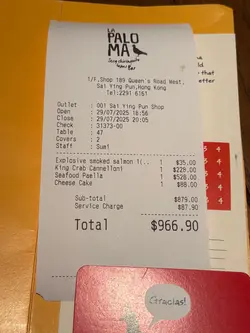 La
PALO
MA
1/F,Shop 189 Queen's Road West,
Sai Ying Pun,Hong Kong
Tel:2291 6161
Outlet : 001 Sai Ying Pun Shop
Open : 29/07/2025 18:56
Close : 29/07/2025 20:05
Check : 31373-00
Table : 47
Covers : 2
Staff : Sumi
Explosive smoked salmon 1(.. 1 $35.00
King Crab Cannelloni 1 $229.00
Seafood Paella 1 $528.00
Cheese Cake 1 $88.00
Sub-total $879.00
Service Charge $87.90
Total $966.90
Gracias!